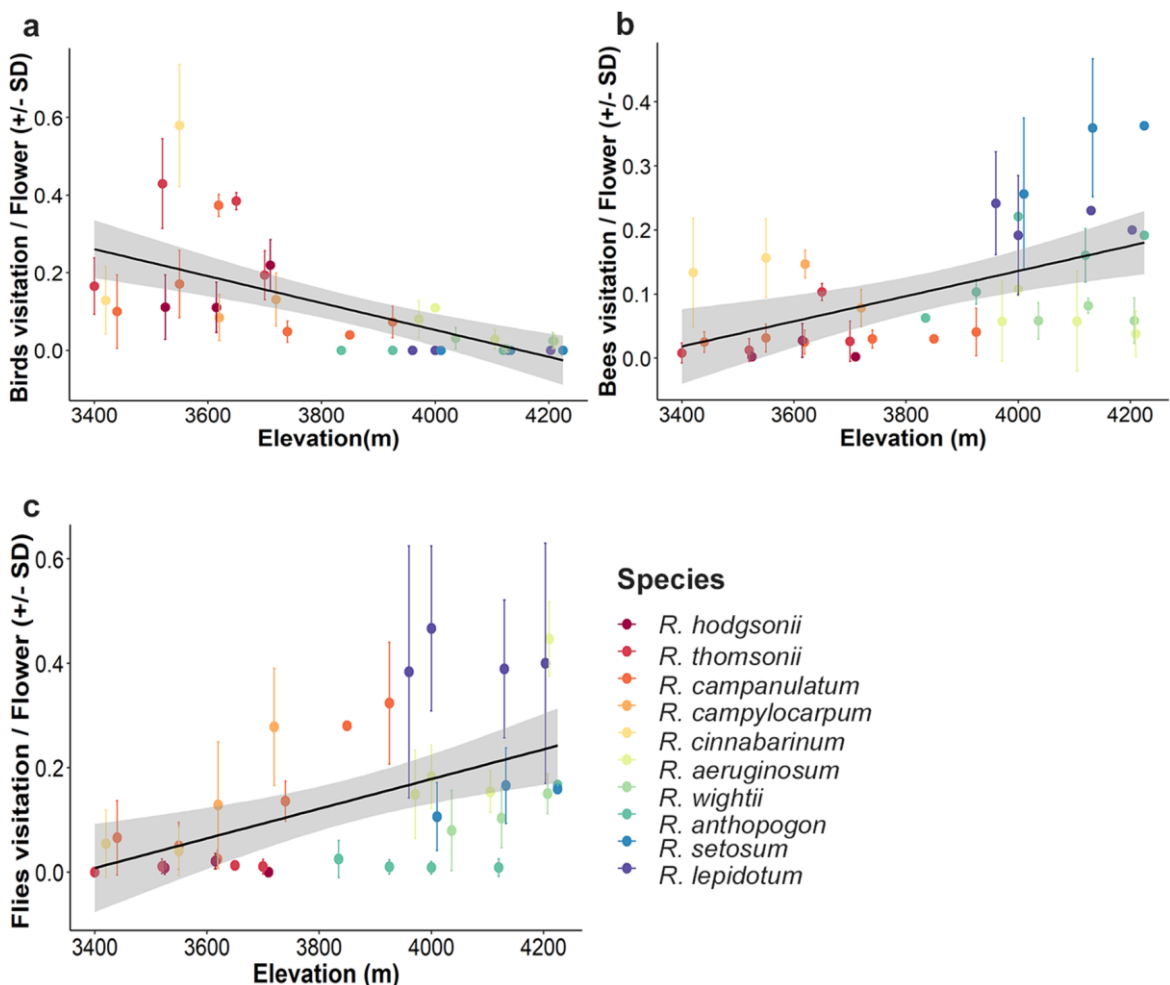 a
Birds visitation / Flower (+/- SD)
0.6
0.4
0.2
0.0
3400 3600 3800 4000 4200
Elevation(m)
b
Bees visitation / Flower (+/- SD)
0.4
0.3
0.2
0.1
0.0
3400 3600 3800 4000 4200
Elevation (m)
c
Flies visitation / Flower (+/- SD)
0.6
0.4
0.2
0.0
3400 3600 3800 4000 4200
Elevation (m)
Species
R. hodgsonii
R. thomsonii
R. campanulatum
R. campylocarpum
R. cinnabarinum
R. aeruginosum
R. wightii
R. anthopogon
R. setosum
R. lepidotum